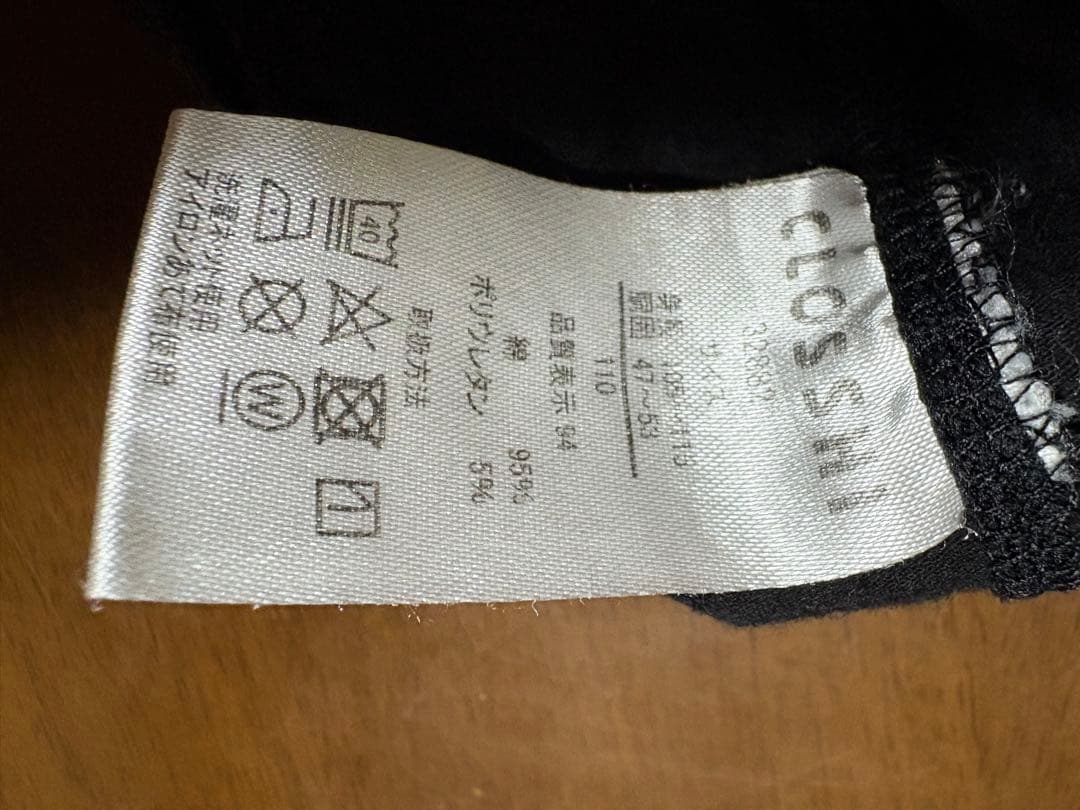 CLOSSHI
サイズ
身長 105~115
胴囲 47~53
110
品質表示 94
綿 95%
ポリウレタン 5%
取扱方法
40
W
洗濯ネット使用
アイロンあて布使用